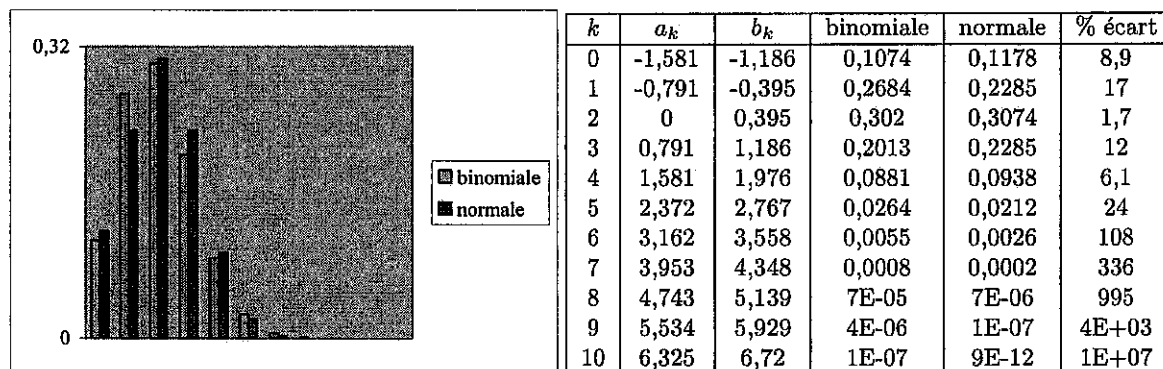 0,32
0
binomiale
normale
k a_k b_k binomiale normale % écart
0 -1,581 -1,186 0,1074 0,1178 8,9
1 -0,791 -0,395 0,2684 0,2285 17
2 0 0,395 0,302 0,3074 1,7
3 0,791 1,186 0,2013 0,2285 12
4 1,581 1,976 0,0881 0,0938 6,1
5 2,372 2,767 0,0264 0,0212 24
6 3,162 3,558 0,0055 0,0026 108
7 3,953 4,348 0,0008 0,0002 336
8 4,743 5,139 7E-05 7E-06 995
9 5,534 5,929 4E-06 1E-07 4E+03
10 6,325 6,72 1E-07 9E-12 1E+07